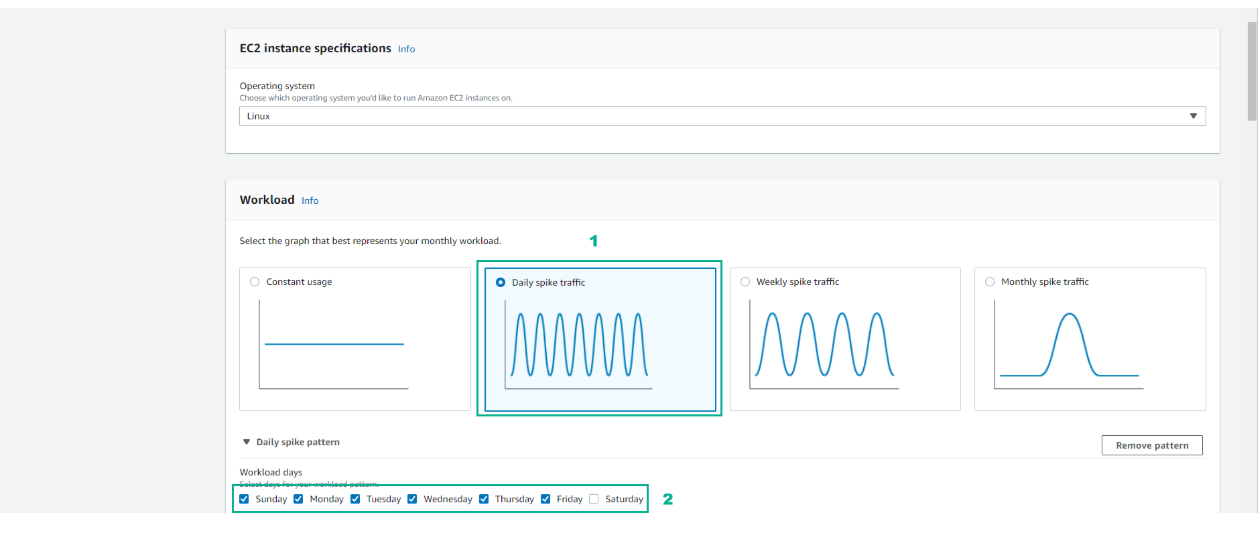 EC2 instance specifications Info
Operating system
Choose which operating system you'd like to run Amazon EC2 instances on.
Linux
Workload Info
Select the graph that best represents your monthly workload.
1
Constant usage
Daily spike traffic
Weekly spike traffic
Monthly spike traffic
Daily spike pattern
Remove pattern
Workload days
Select days for your workload pattern.
Sunday Monday Tuesday Wednesday Thursday Friday Saturday
2